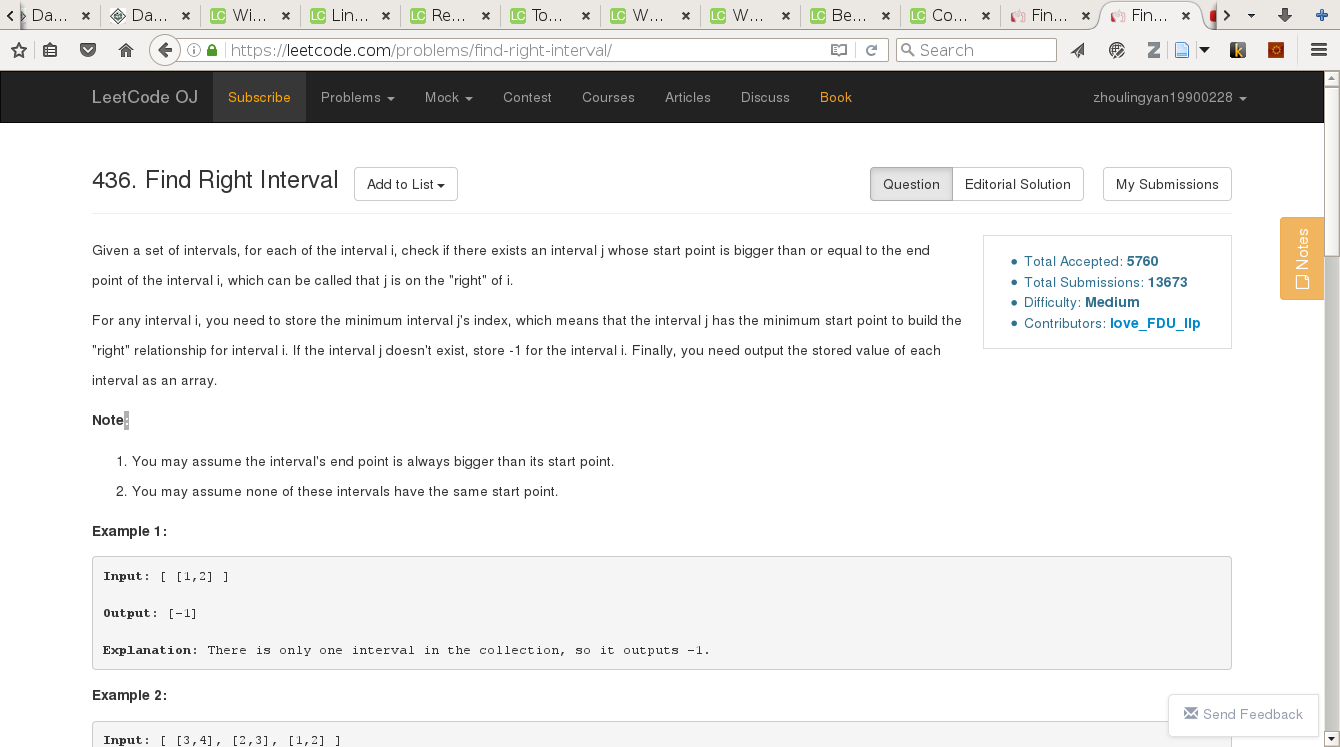 Da... Da... Wi... Lin... Re... To... W... W... Be... Co... Fin... Fin...
https://leetcode.com/problems/find-right-interval/ Search
LeetCode OJ Subscribe Problems Mock Contest Courses Articles Discuss Book zhoulingyan19900228
436. Find Right Interval Add to List Question Editorial Solution My Submissions
Given a set of intervals, for each of the interval i, check if there exists an interval j whose start point is bigger than or equal to the end
point of the interval i, which can be called that j is on the "right" of i.
For any interval i, you need to store the minimum interval j's index, which means that the interval j has the minimum start point to build the
"right" relationship for interval i. If the interval j doesn't exist, store -1 for the interval i. Finally, you need output the stored value of each
interval as an array.
Total Accepted: 5760
Total Submissions: 13673
Difficulty: Medium
Contributors: love_FDU_llp
Notes
Note:
1. You may assume the interval's end point is always bigger than its start point.
2. You may assume none of these intervals have the same start point.
Example 1:
Input: [ [1,2] ]
Output: [-1]
Explanation: There is only one interval in the collection, so it outputs -1.
Example 2:
Input: [ [3,4], [2,3], [1,2] ]
Send Feedback